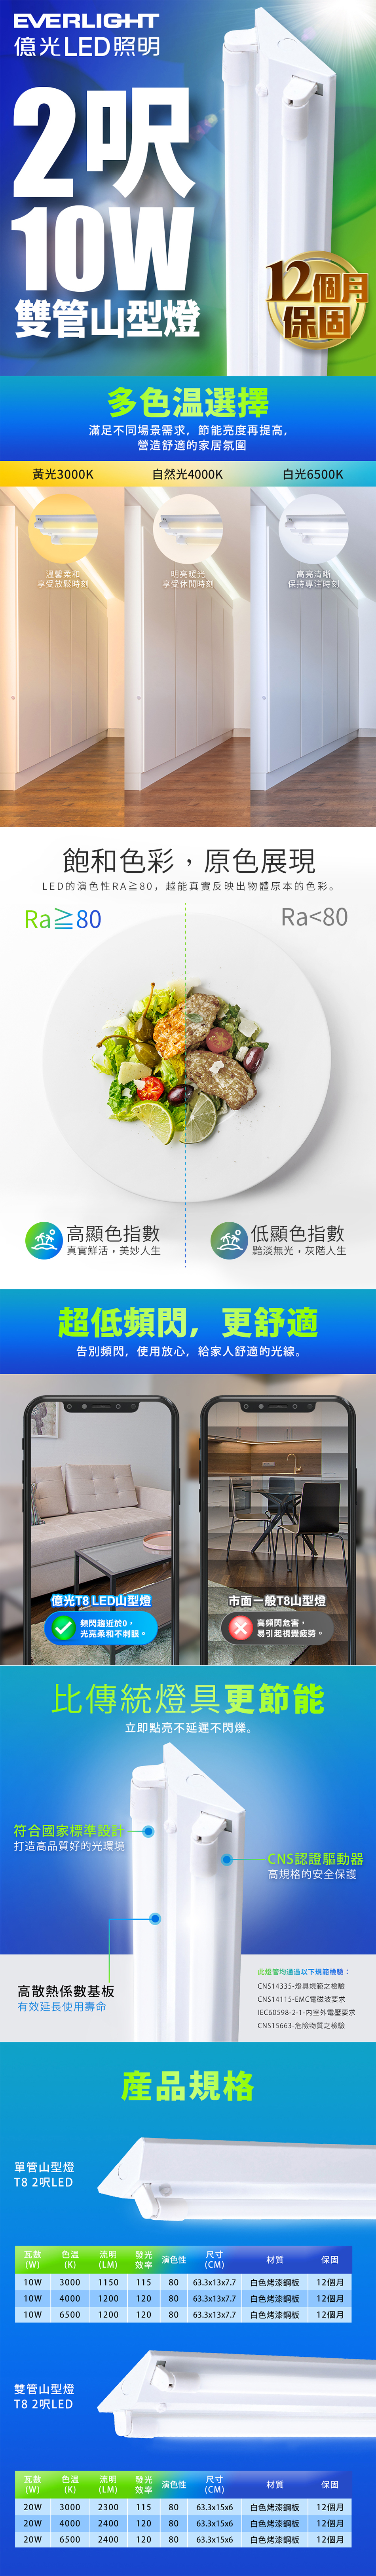 EVERLIGHT
億光LED照明
2呎
10W
雙管山型燈
12個月
保固
多色溫選擇
滿足不同場景需求，節能亮度再提高，
營造舒適的家居氛圍
黃光3000K
自然光4000K
白光6500K
溫馨柔和
享受放鬆時刻
明亮暖光
享受休閒時刻
高亮清晰
保持專注時刻
飽和色彩，原色展現
LED的演色性RA≧80，越能真實反映出物體原本的色彩。
Ra≧80
Ra<80
高顯色指數
真實鮮活，美妙人生
低顯色指數
黯淡無光，灰階人生
超低頻閃，更舒適
告別頻閃，使用放心，給家人舒適的光線。
億光T8 LED山型燈
頻閃趨近於0，
光亮柔和不刺眼。
市面一般T8山型燈
高頻閃危害，
易引起視覺疲勞。
比傳統燈具更節能
立即點亮不延遲不閃爍。
符合國家標準設計
打造高品質好的光環境
CNS認證驅動器
高規格的安全保護
高散熱係數基板
有效延長使用壽命
此燈管均通過以下規範檢驗：
CNS14335-燈具規範之檢驗
CNS14115-EMC電磁波要求
IEC60598-2-1-內室外電壓要求
CNS15663-危險物質之檢驗
產品規格
單管山型燈
T8 2呎LED
瓦數(W) 色溫(K) 流明(LM) 發光效率 演色性 尺寸(CM) 材質 保固
10W 3000 1150 115 80 63.3x13x7.7 白色烤漆鋼板 12個月
10W 4000 1200 120 80 63.3x13x7.7 白色烤漆鋼板 12個月
10W 6500 1200 120 80 63.3x13x7.7 白色烤漆鋼板 12個月
雙管山型燈
T8 2呎LED
瓦數(W) 色溫(K) 流明(LM) 發光效率 演色性 尺寸(CM) 材質 保固
20W 3000 2300 115 80 63.3x15x6 白色烤漆鋼板 12個月
20W 4000 2400 120 80 63.3x15x6 白色烤漆鋼板 12個月
20W 6500 2400 120 80 63.3x15x6 白色烤漆鋼板 12個月